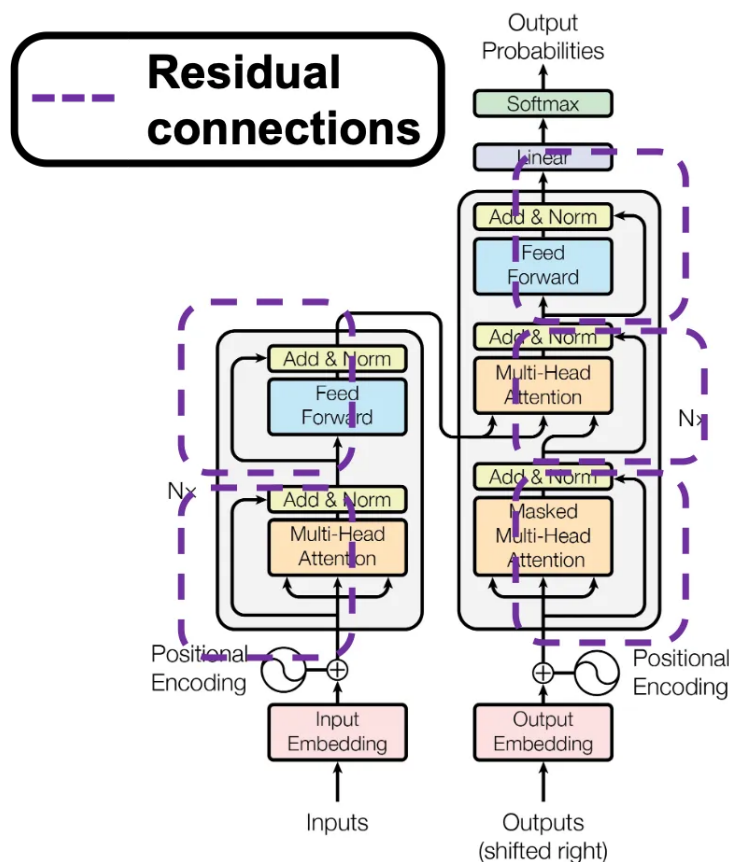 Residual
connections
Output
Probabilities
Softmax
Linear
Add & Norm
Feed
Forward
Add & Norm
Multi-Head
Attention
Nx
Add & Norm
Masked
Multi-Head
Attention
Positional
Encoding
Output
Embedding
Outputs
(shifted right)
Add & Norm
Feed
Forward
Nx
Add & Norm
Multi-Head
Attention
Positional
Encoding
Input
Embedding
Inputs